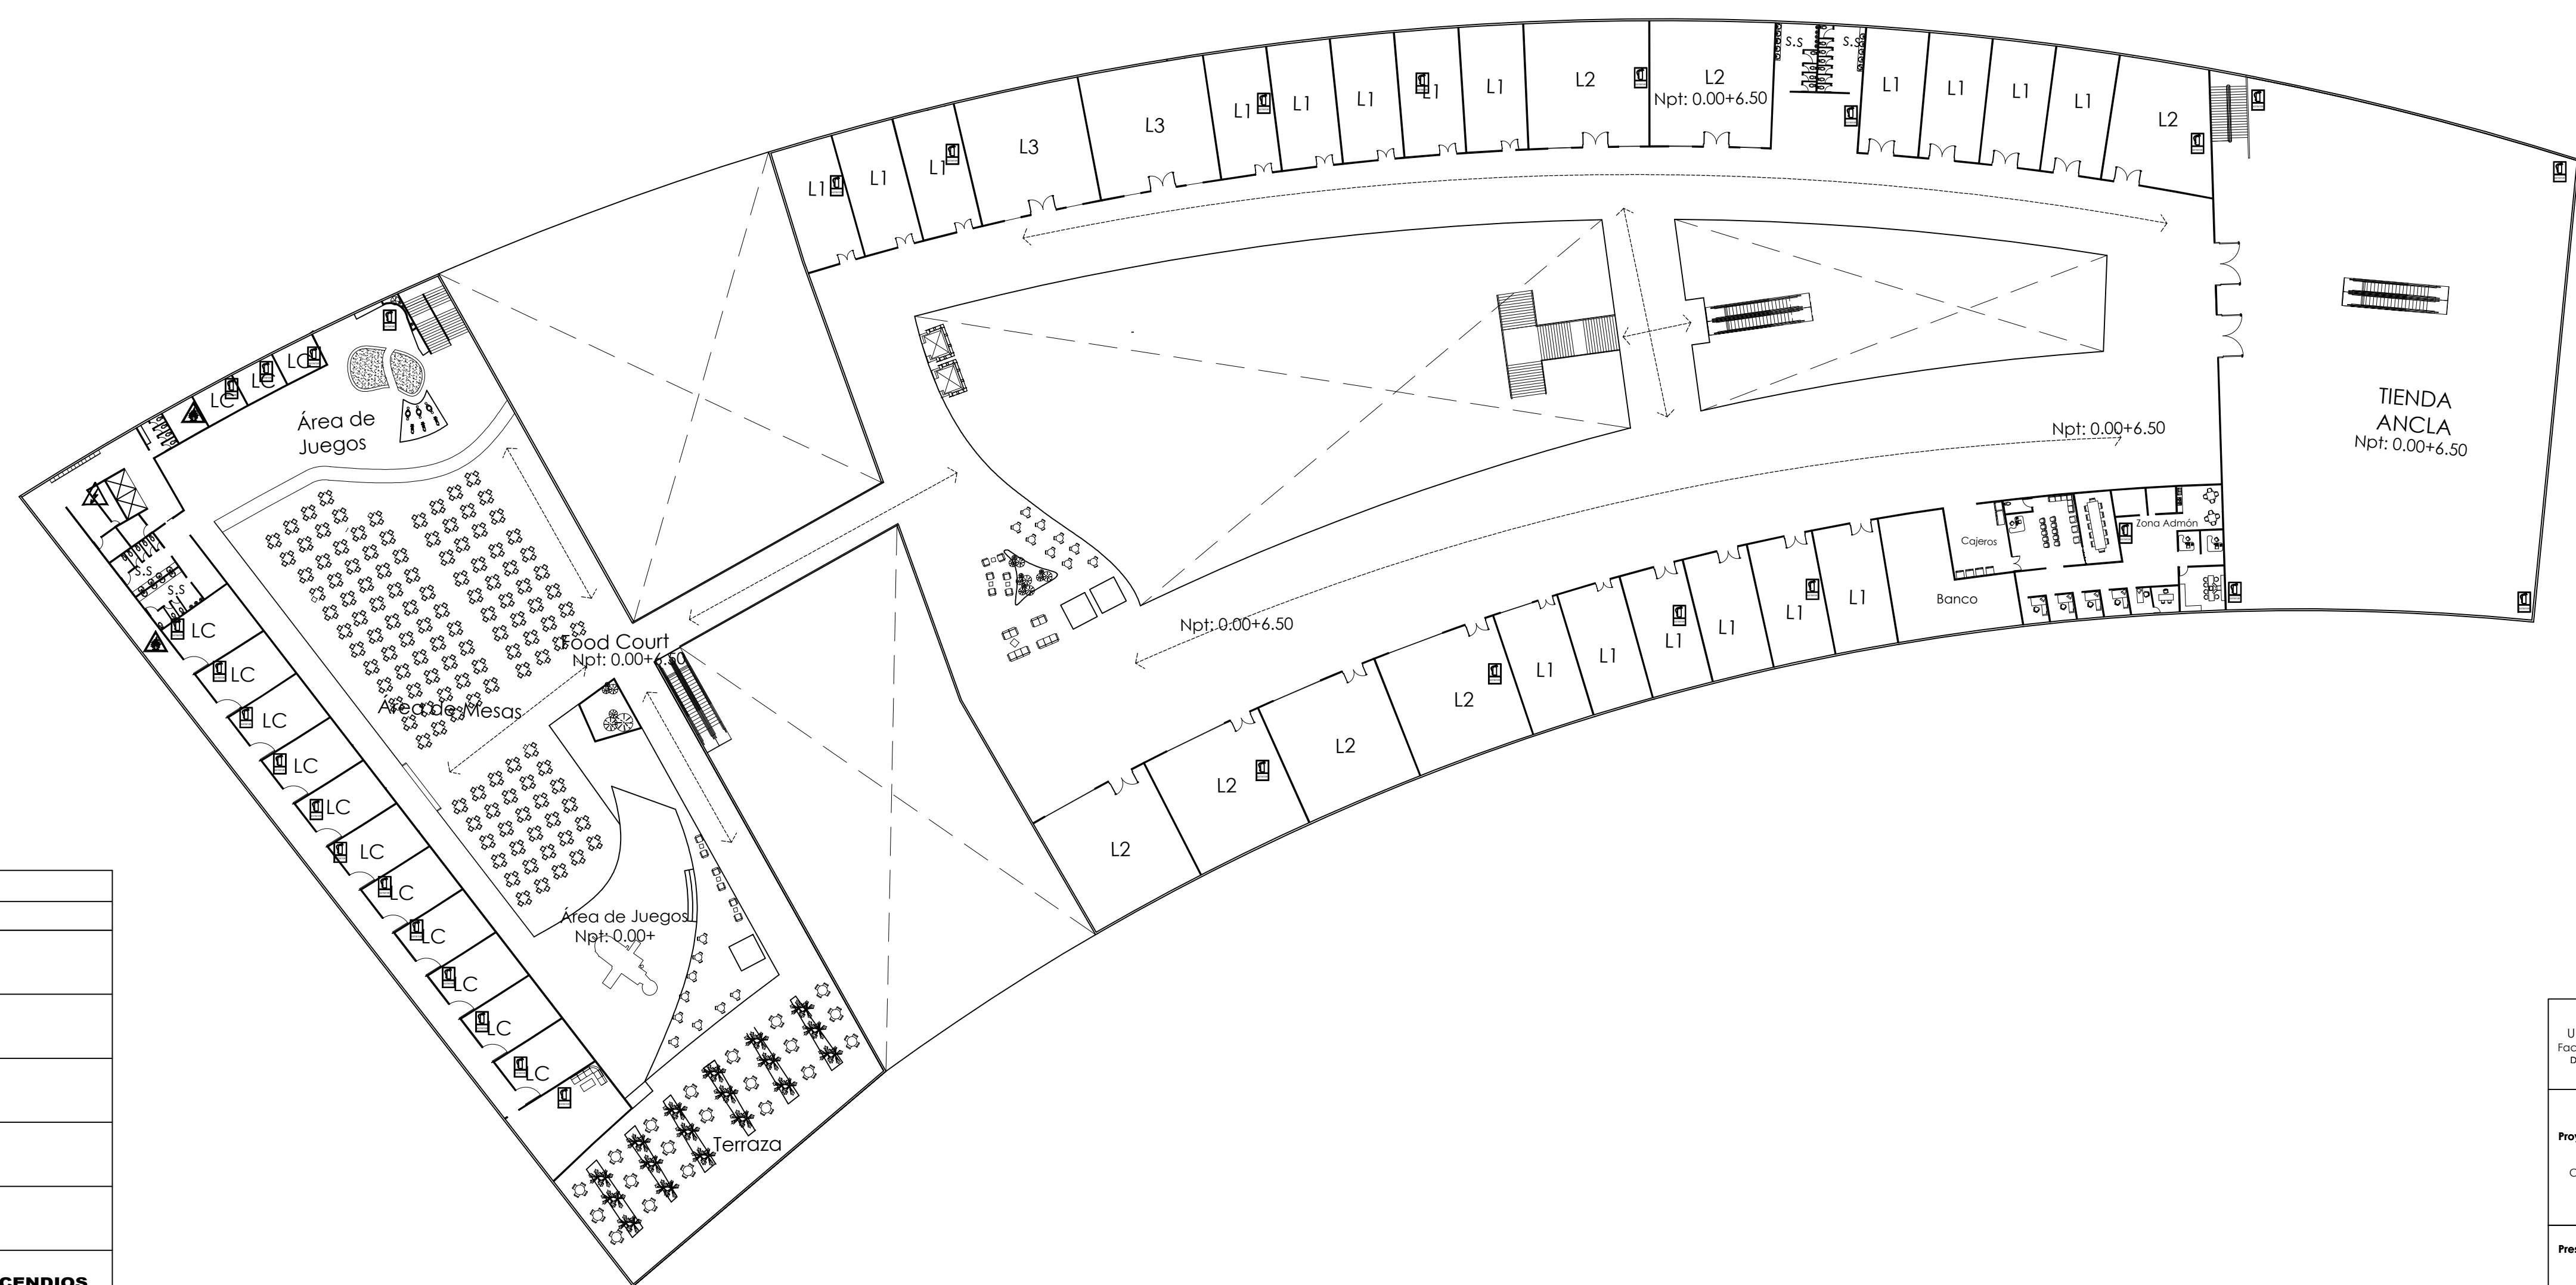 S.S
S.S
L2
L2
Npt: 0.00+6.50
L1
L1
L1
L1
L1
L1
L1
L1
L1
L2
L3
L3
L1
L1
L1
LC
LC
LC
Área de
Juegos
TIENDA
ANCLA
Npt: 0.00+6.50
Npt: 0.00+6.50
Zona Admón
Cajeros
Banco
L1
L1
L1
L1
L1
L1
Npt: 0.00+6.50
L2
L2
L2
L2
S.S
S.S
Food Court
Npt: 0.00+6.50
Área de Mesas
LC
LC
LC
LC
LC
LC
LC
LC
LC
LC
LC
Área de Juegos
Npt: 0.00+
Terraza
CENDIOS
U
Fac
D
Proy
C
Pres